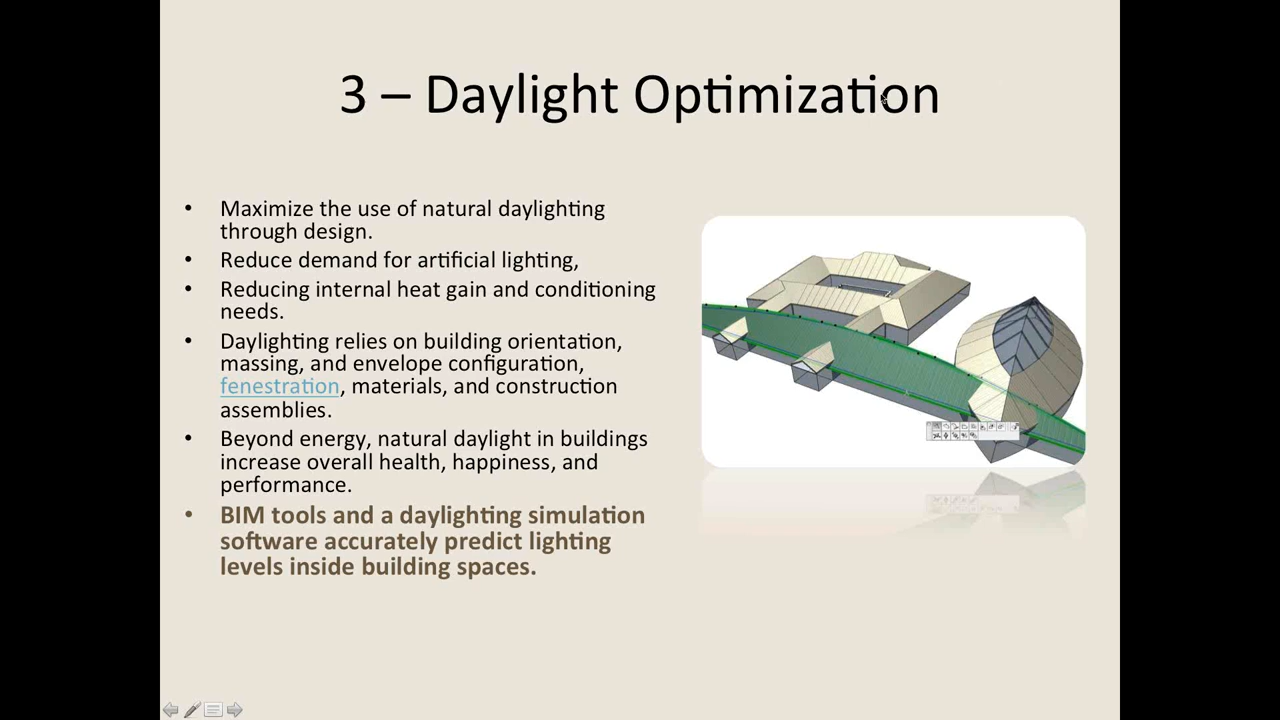 3 – Daylight Optimization
• Maximize the use of natural daylighting
through design.
• Reduce demand for artificial lighting,
• Reducing internal heat gain and conditioning
needs.
• Daylighting relies on building orientation,
massing, and envelope configuration,
fenestration, materials, and construction
assemblies.
• Beyond energy, natural daylight in buildings
increase overall health, happiness, and
performance.
• BIM tools and a daylighting simulation
software accurately predict lighting
levels inside building spaces.